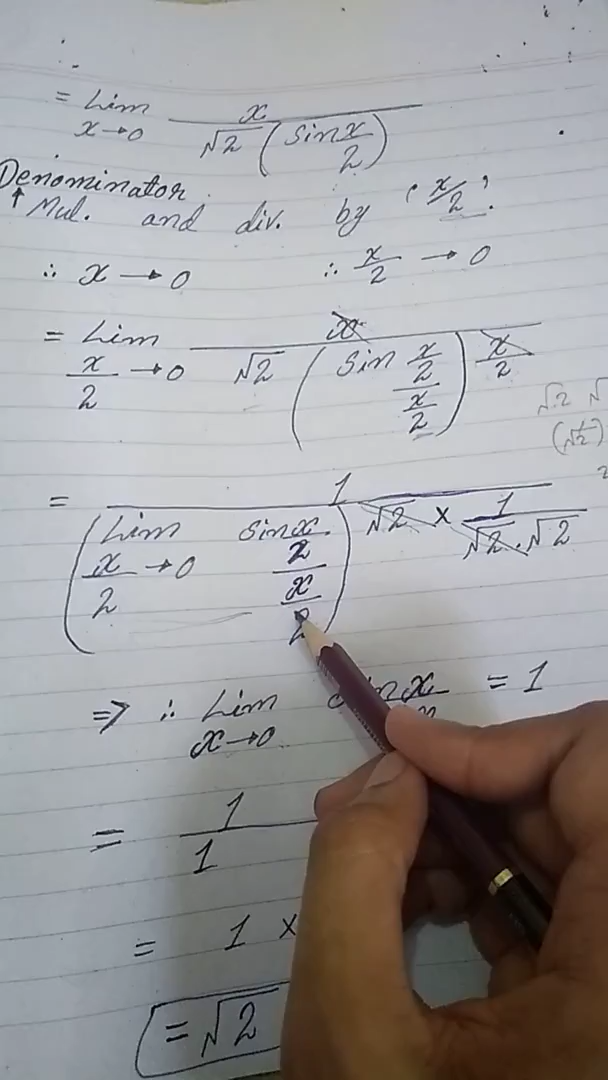 = Lim x→0 x / √2 (sin x/2)
Denominator
↑ Mul. and div. by ' x/2 '.
∴ x → 0 ∴ x/2 → 0
= Lim x/2→0 x / √2 (sin x/2 / x/2) x/2
√2 √
(√2)
= 1 / (Lim x/2→0 sin x/2 / x/2) √2 × 1/√2.√2
=> ∴ Lim x→0 sinx = 1
= 1 / 1
= 1 ×
= √2